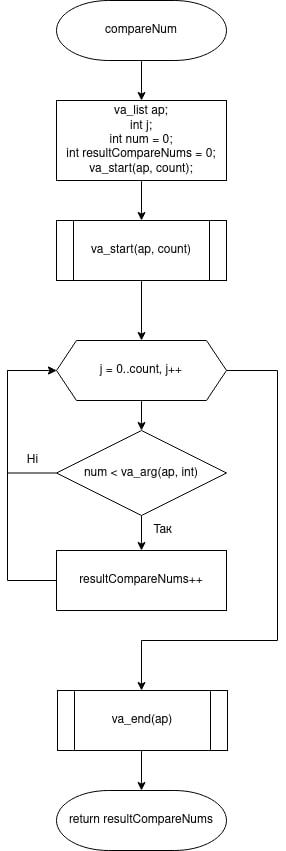 compareNum
va_list ap;
int j;
int num = 0;
int resultCompareNums = 0;
va_start(ap, count);
va_start(ap, count)
j = 0..count, j++
num < va_arg(ap, int)
Ні
Так
resultCompareNums++
va_end(ap)
return resultCompareNums